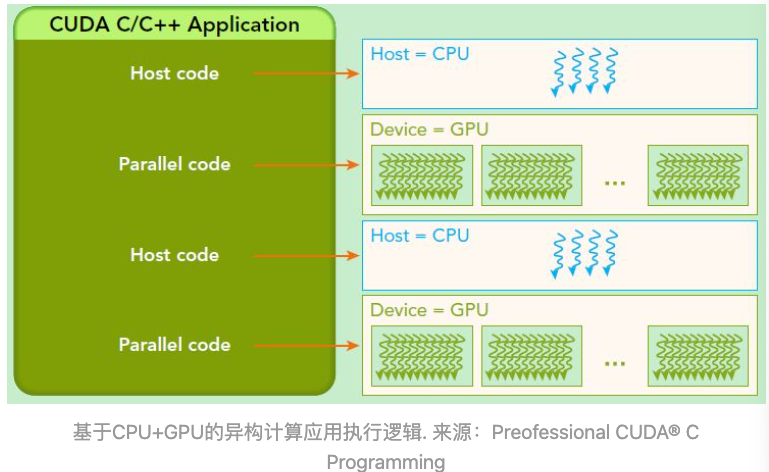 CUDA C/C++ Application
Host code
Host = CPU
Parallel code
Device = GPU
...
Host code
Host = CPU
Parallel code
Device = GPU
...
基于CPU+GPU的异构计算应用执行逻辑. 来源：Preofessional CUDA® C
Programming